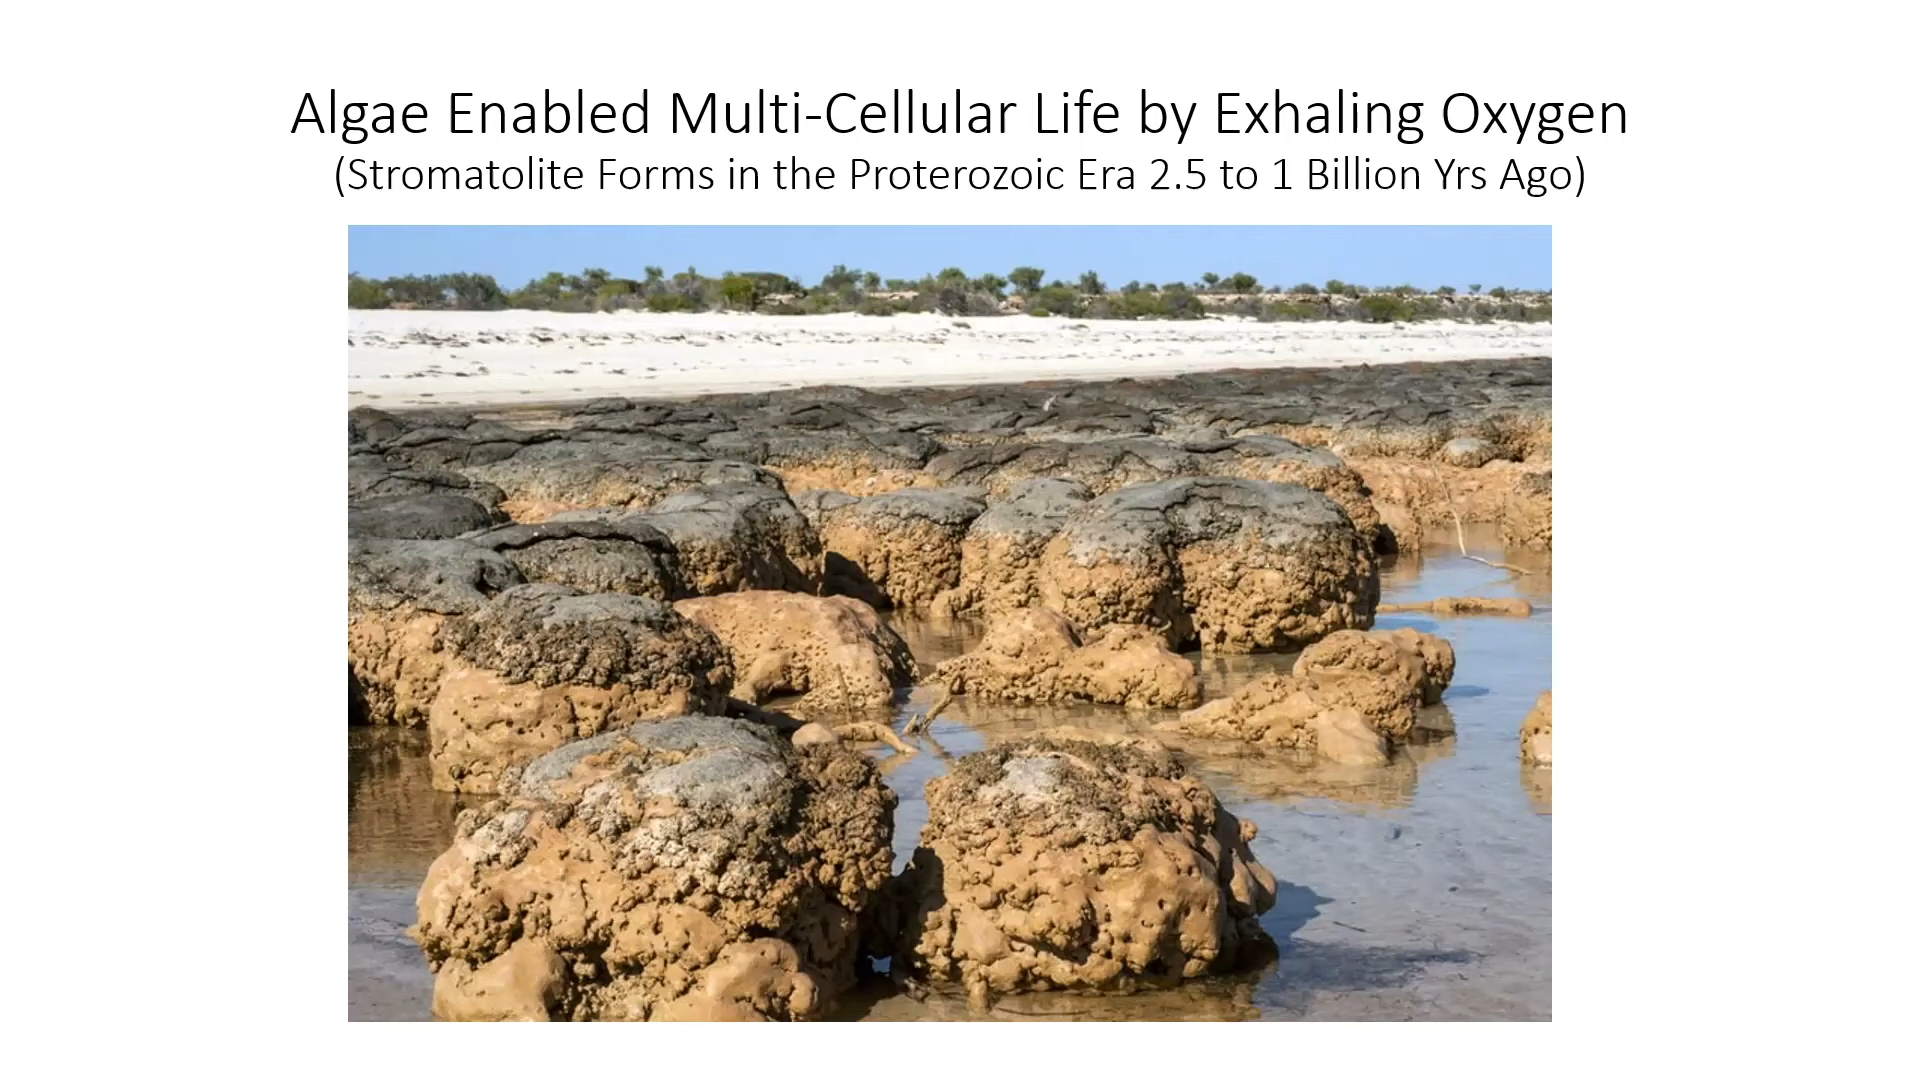 Algae Enabled Multi-Cellular Life by Exhaling Oxygen
(Stromatolite Forms in the Proterozoic Era 2.5 to 1 Billion Yrs Ago)